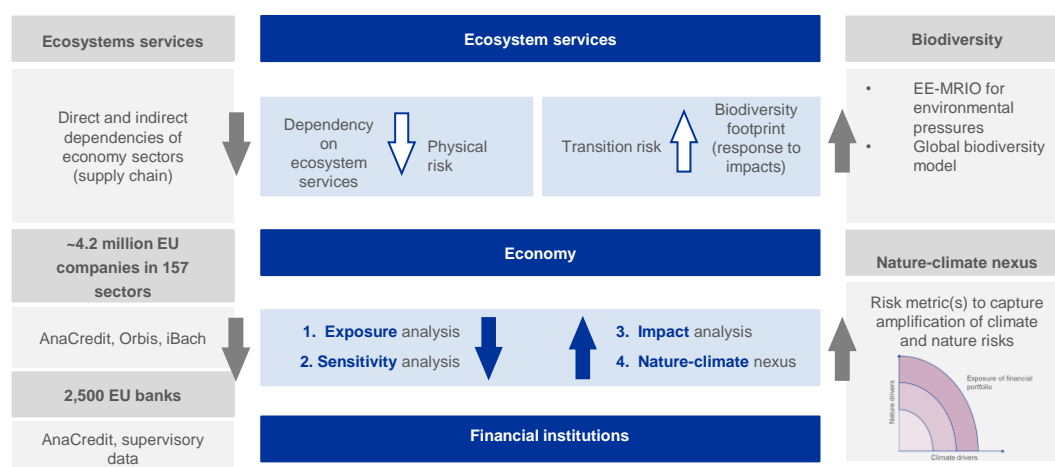 Ecosystems services
Direct and indirect
dependencies of
economy sectors
(supply chain)
~4.2 million EU
companies in 157
sectors
AnaCredit, Orbis, iBach
2,500 EU banks
AnaCredit, supervisory
data
Ecosystem services
Dependency
on
ecosystem
services
Physical
risk
Transition risk
Biodiversity
footprint
(response to
impacts)
Economy
1. Exposure analysis
2. Sensitivity analysis
3. Impact analysis
4. Nature-climate nexus
Financial institutions
Biodiversity
• EE-MRIO for
environmental
pressures
• Global biodiversity
model
Nature-climate nexus
Risk metric(s) to capture
amplification of climate
and nature risks
Nature drivers
Exposure of financial
portfolio
Climate drivers